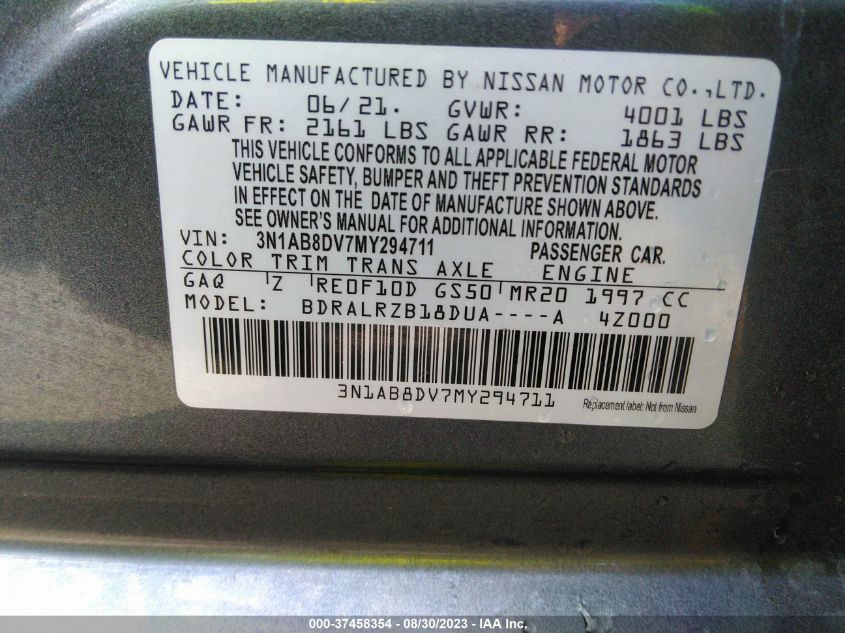 VEHICLE MANUFACTURED BY NISSAN MOTOR CO.,LTD.
DATE: 06/21. GVWR: 4001 LBS
GAWR FR: 2161 LBS GAWR RR: 1863 LBS
THIS VEHICLE CONFORMS TO ALL APPLICABLE FEDERAL MOTOR
VEHICLE SAFETY, BUMPER AND THEFT PREVENTION STANDARDS
IN EFFECT ON THE DATE OF MANUFACTURE SHOWN ABOVE.
SEE OWNER'S MANUAL FOR ADDITIONAL INFORMATION.
VIN: 3N1AB8DV7MY294711 PASSENGER CAR.
COLOR TRIM TRANS AXLE ENGINE
GAQ Z RE0F10D GS50 MR20 1997 CC
MODEL: BDRALRZB18DUA----A 4Z000
3N1AB8DV7MY294711
Replacement label: Not from Nissan
000-37458354 - 08/30/2023 - IAA Inc.